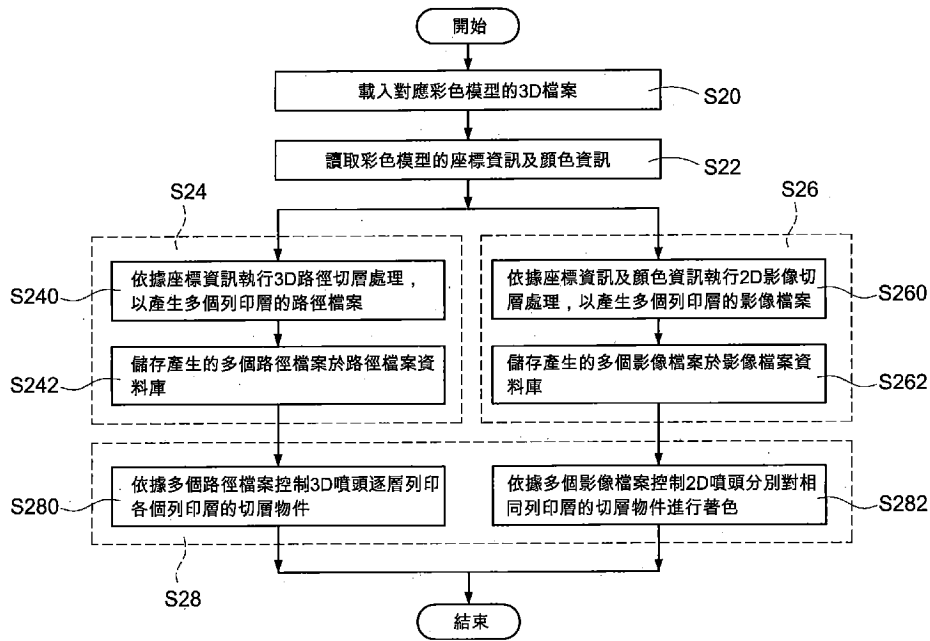 開始
載入對應彩色模型的3D檔案
S20
讀取彩色模型的座標資訊及顏色資訊
S22
S24
S26
S240
依據座標資訊執行3D路徑切層處理，
以產生多個列印層的路徑檔案
依據座標資訊及顏色資訊執行2D影像切
層處理，以產生多個列印層的影像檔案
S260
S242
儲存產生的多個路徑檔案於路徑檔案資
料庫
儲存產生的多個影像檔案於影像檔案資
料庫
S262
S280
依據多個路徑檔案控制3D噴頭逐層列印
各個列印層的切層物件
依據多個影像檔案控制2D噴頭分別對相
同列印層的切層物件進行著色
S282
S28
結束